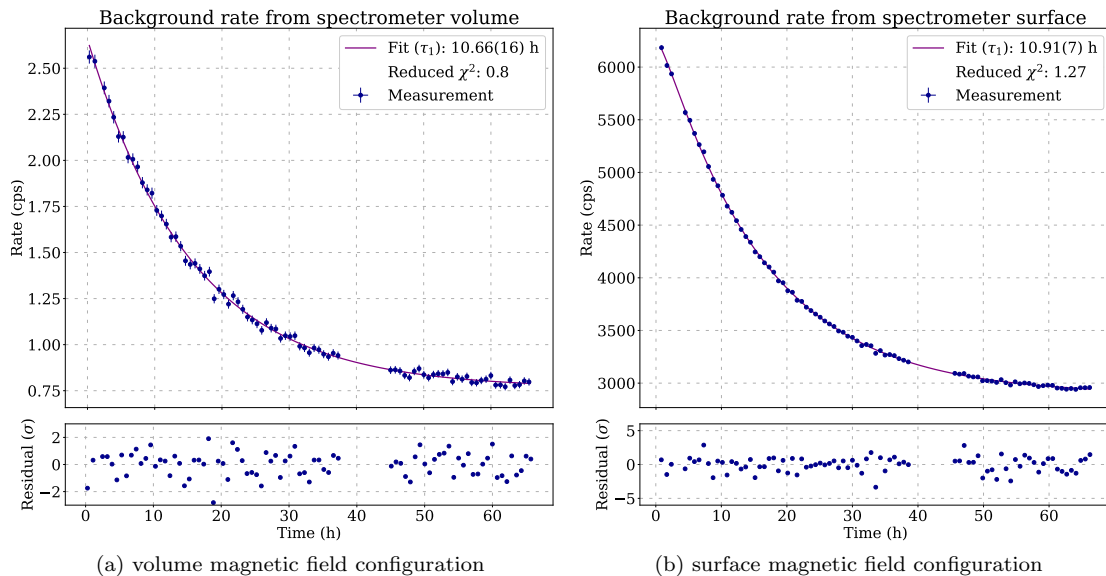 Background rate from spectrometer volume
Fit (τ₁): 10.66(16) h
Reduced χ²: 0.8
Measurement
Rate (cps)
2.50
2.25
2.00
1.75
1.50
1.25
1.00
0.75
Residual (σ)
2
0
−2
0 10 20 30 40 50 60
Time (h)
(a) volume magnetic field configuration
Background rate from spectrometer surface
Fit (τ₁): 10.91(7) h
Reduced χ²: 1.27
Measurement
Rate (cps)
6000
5500
5000
4500
4000
3500
3000
Residual (σ)
5
0
−5
0 10 20 30 40 50 60
Time (h)
(b) surface magnetic field configuration